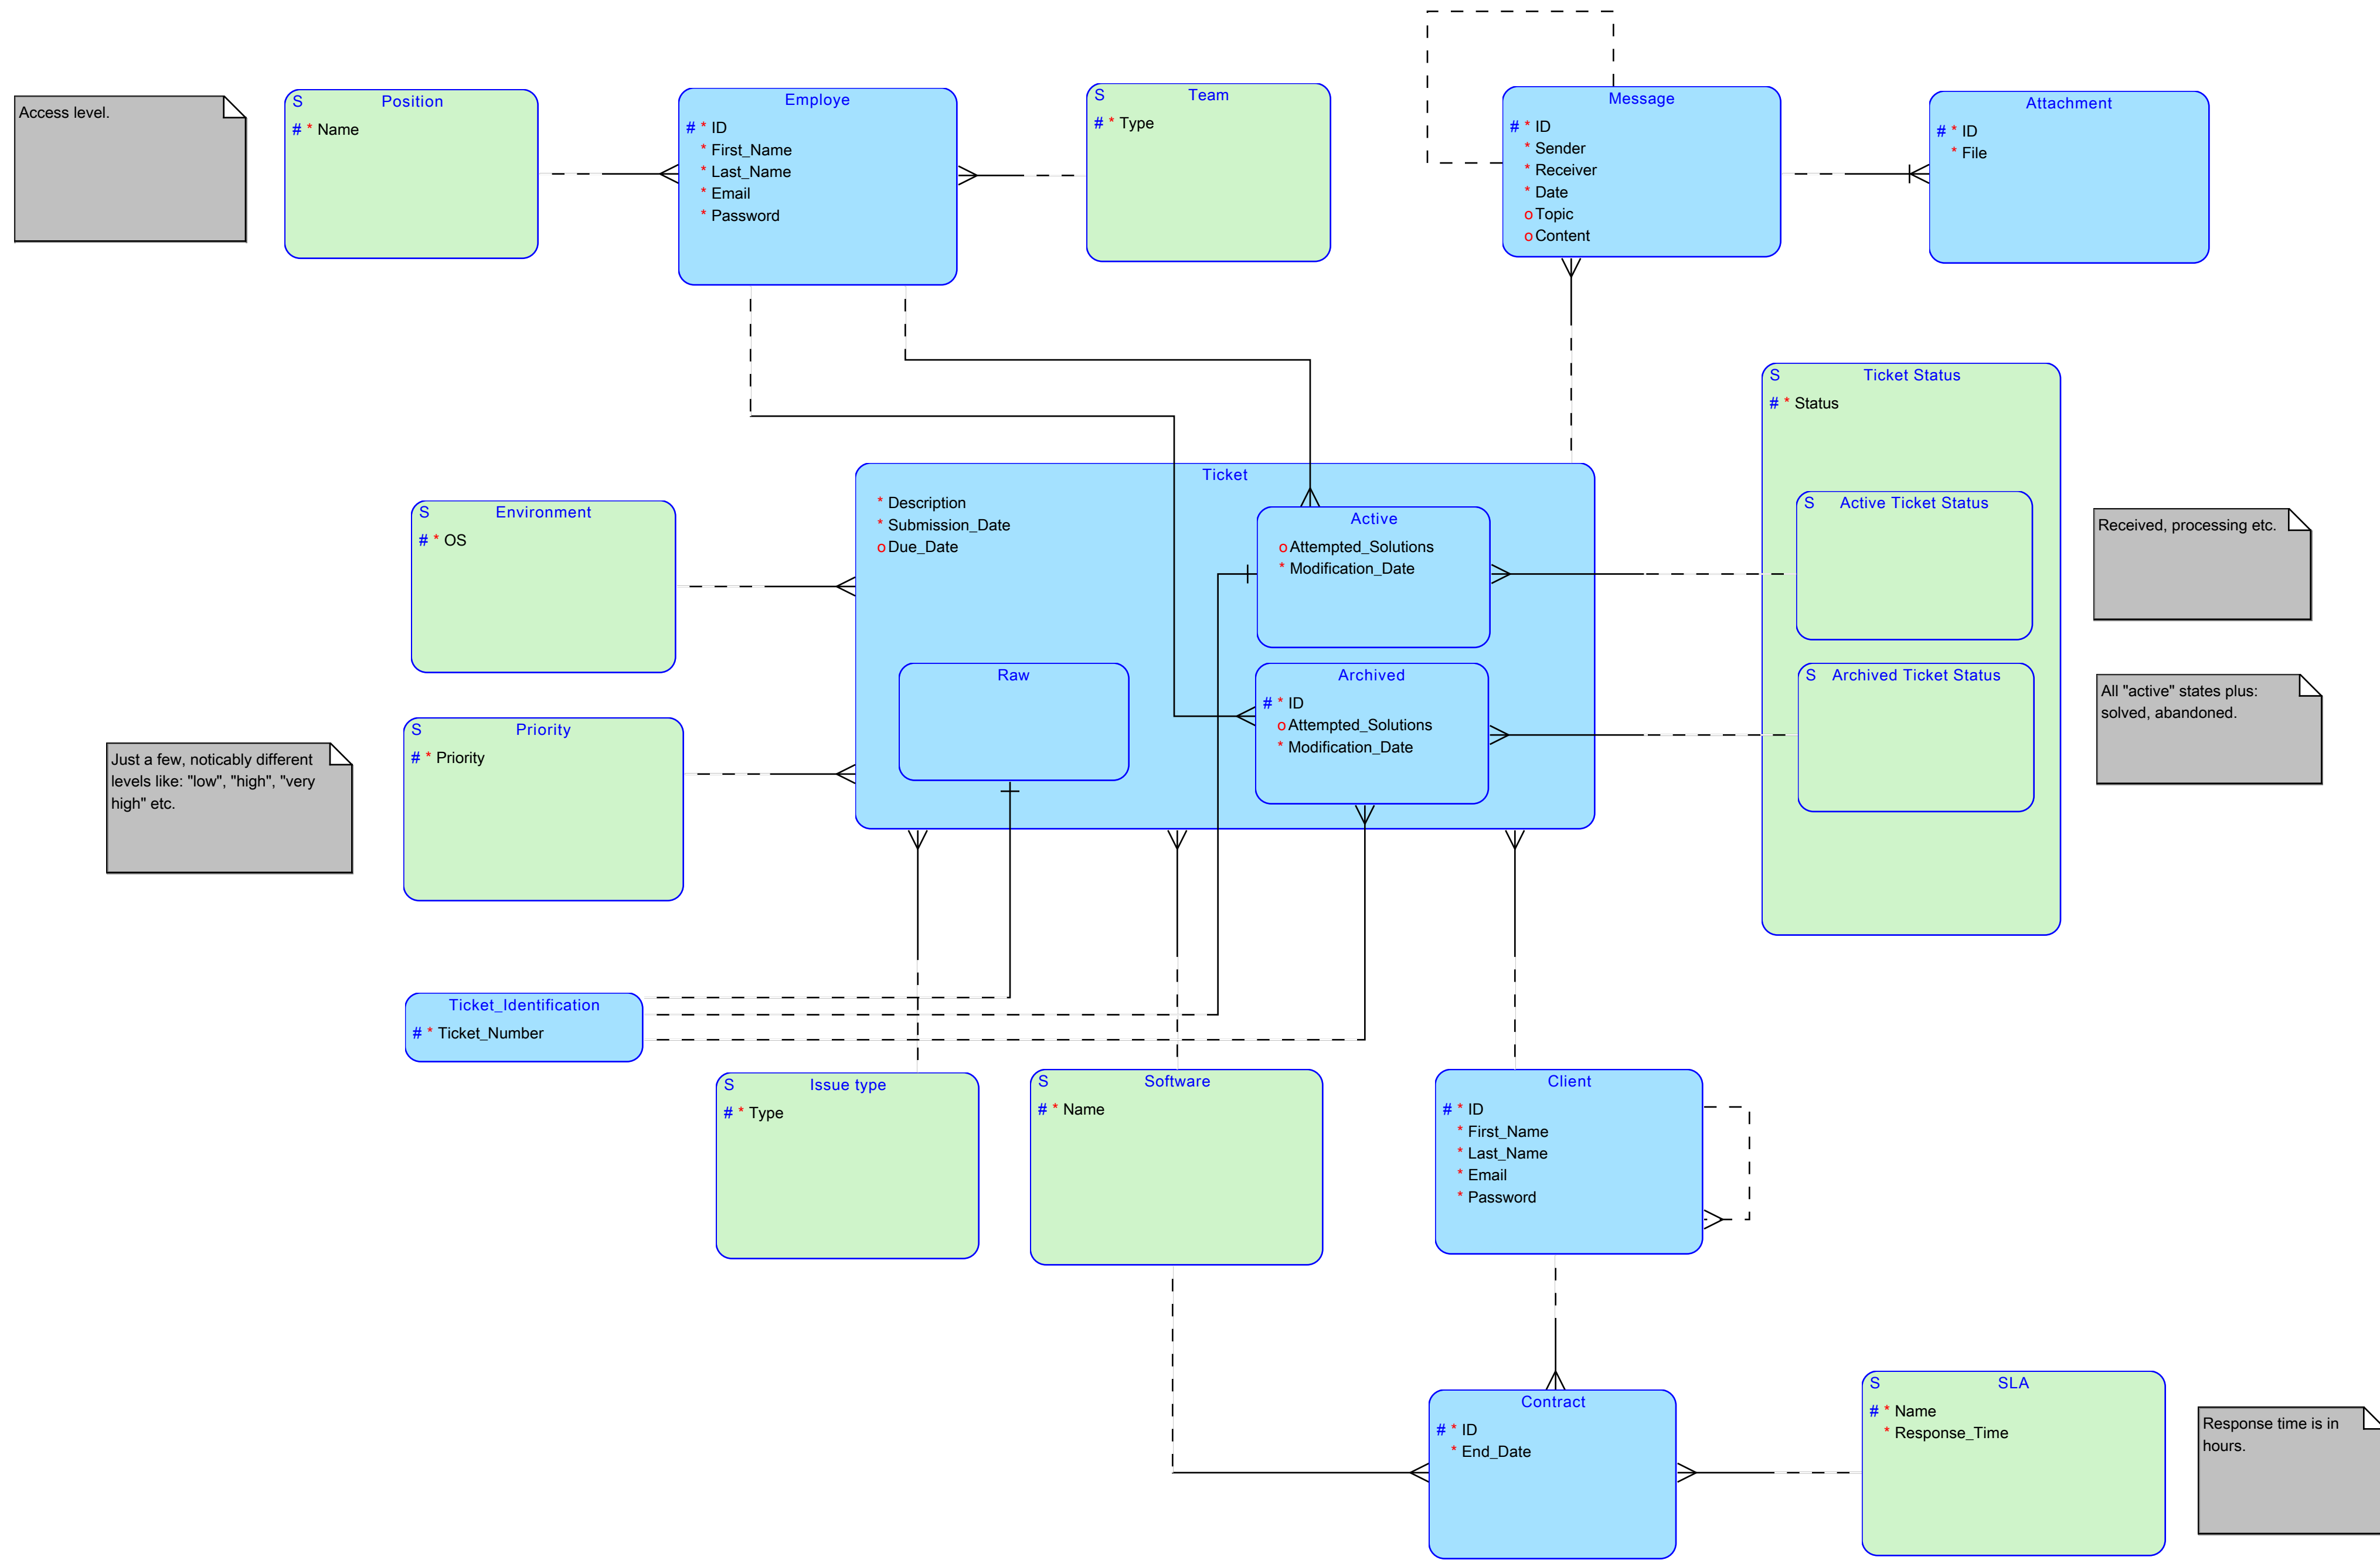 Access level.
S Position
# * Name
Employe
# * ID
* First_Name
* Last_Name
* Email
* Password
S Team
# * Type
Message
# * ID
* Sender
* Receiver
* Date
o Topic
o Content
Attachment
# * ID
* File
S Ticket Status
# * Status
S Active Ticket Status
S Archived Ticket Status
Received, processing etc.
All "active" states plus:
solved, abandoned.
S Environment
# * OS
Ticket
* Description
* Submission_Date
o Due_Date
Active
o Attempted_Solutions
* Modification_Date
Raw
Archived
# * ID
o Attempted_Solutions
* Modification_Date
Just a few, noticably different
levels like: "low", "high", "very
high" etc.
S Priority
# * Priority
Ticket_Identification
# * Ticket_Number
S Issue type
# * Type
S Software
# * Name
Client
# * ID
* First_Name
* Last_Name
* Email
* Password
Contract
# * ID
* End_Date
S SLA
# * Name
* Response_Time
Response time is in
hours.